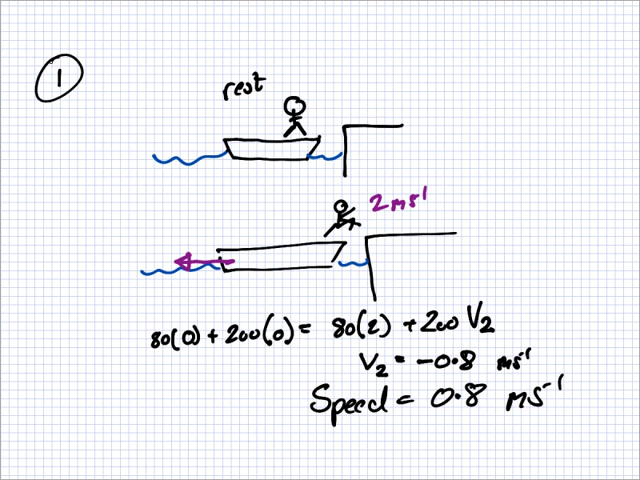 1
rest
2 ms⁻¹
80(0) + 200(0) = 80(2) + 200 V₂
V₂ = -0.8 ms⁻¹
Speed = 0.8 ms⁻¹